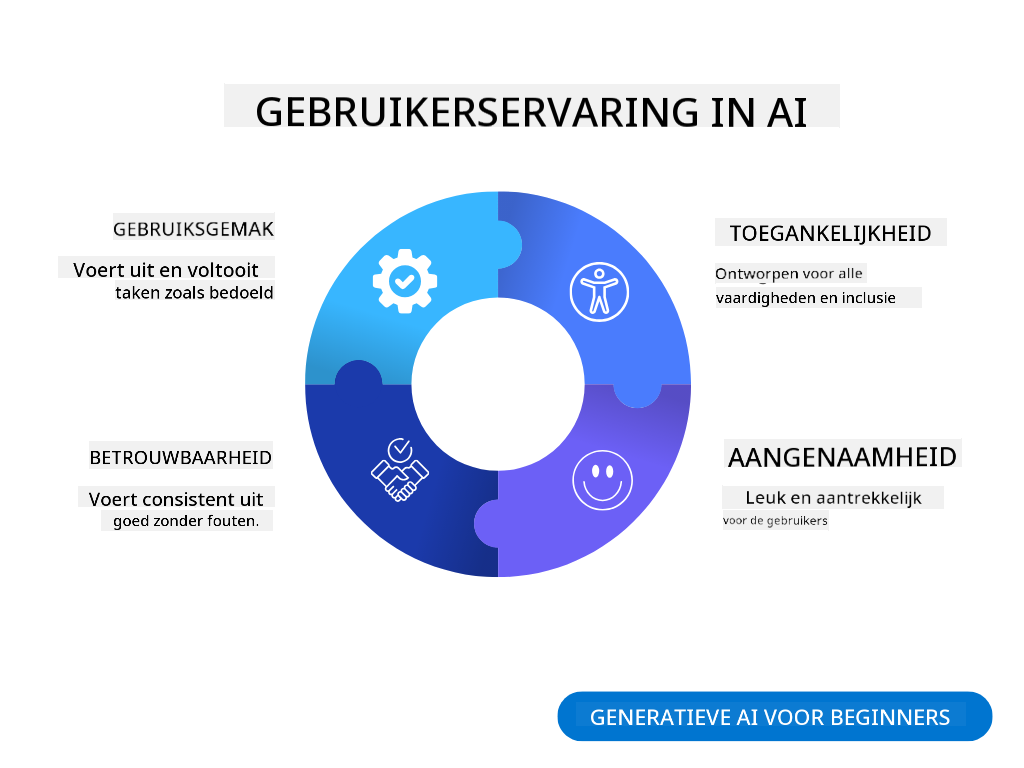 GEBRUIKERSERVARING IN AI
GEBRUIKSGEMAK
Voert uit en voltooit
taken zoals bedoeld
TOEGANKELIJKHEID
Ontworpen voor alle
vaardigheden en inclusie
BETROUWBAARHEID
Voert consistent uit
goed zonder fouten.
AANGENAAMHEID
Leuk en aantrekkelijk
voor de gebruikers
GENERATIEVE AI VOOR BEGINNERS